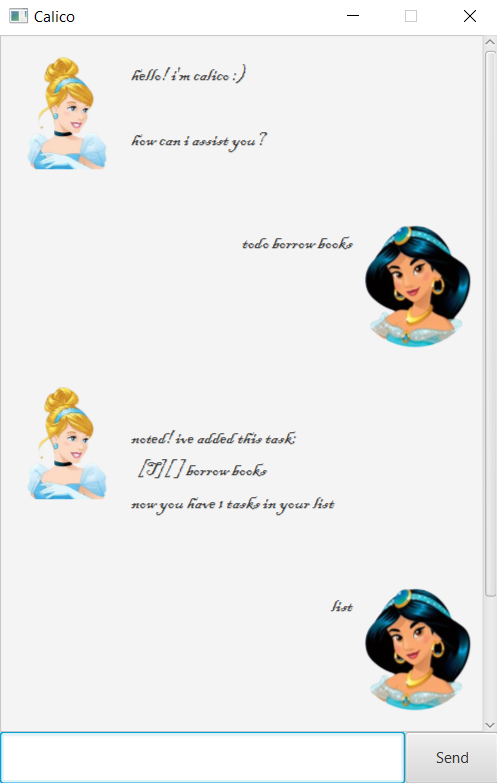 Calico
hello! i'm calico :)
how can i assist you?
todo borrow books
noted! ive added this task:
[T][ ] borrow books
now you have 1 tasks in your list
list
Send